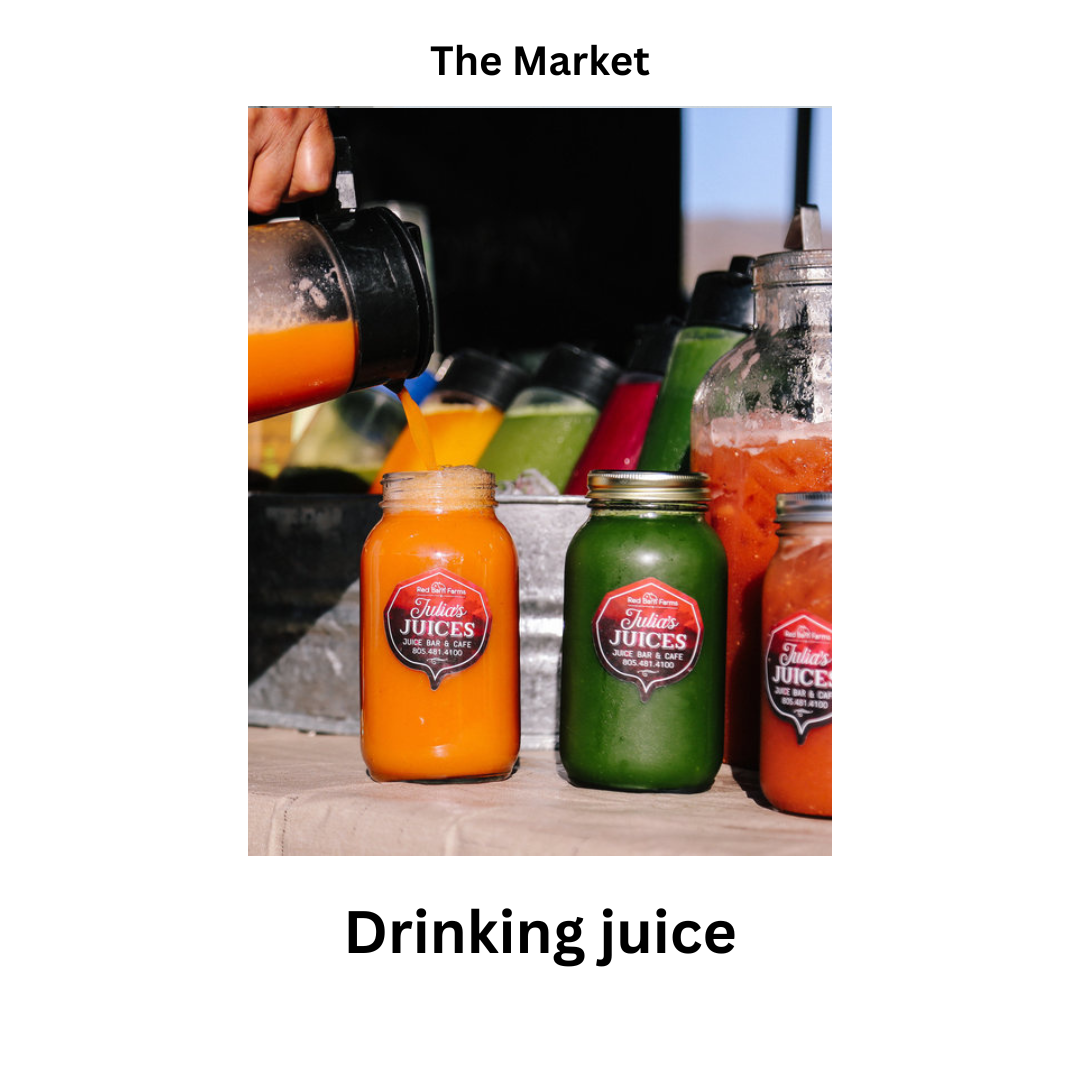 The Market
Red Barn Farms
Julia's
JUICES
JUICE BAR & CAFE
805.481.4100
Red Barn Farms
Julia's
JUICES
JUICE BAR & CAFE
805.481.4100
Red Barn Farms
Julia's
JUICES
JUICE BAR & CAF
805.481.4100
Drinking juice